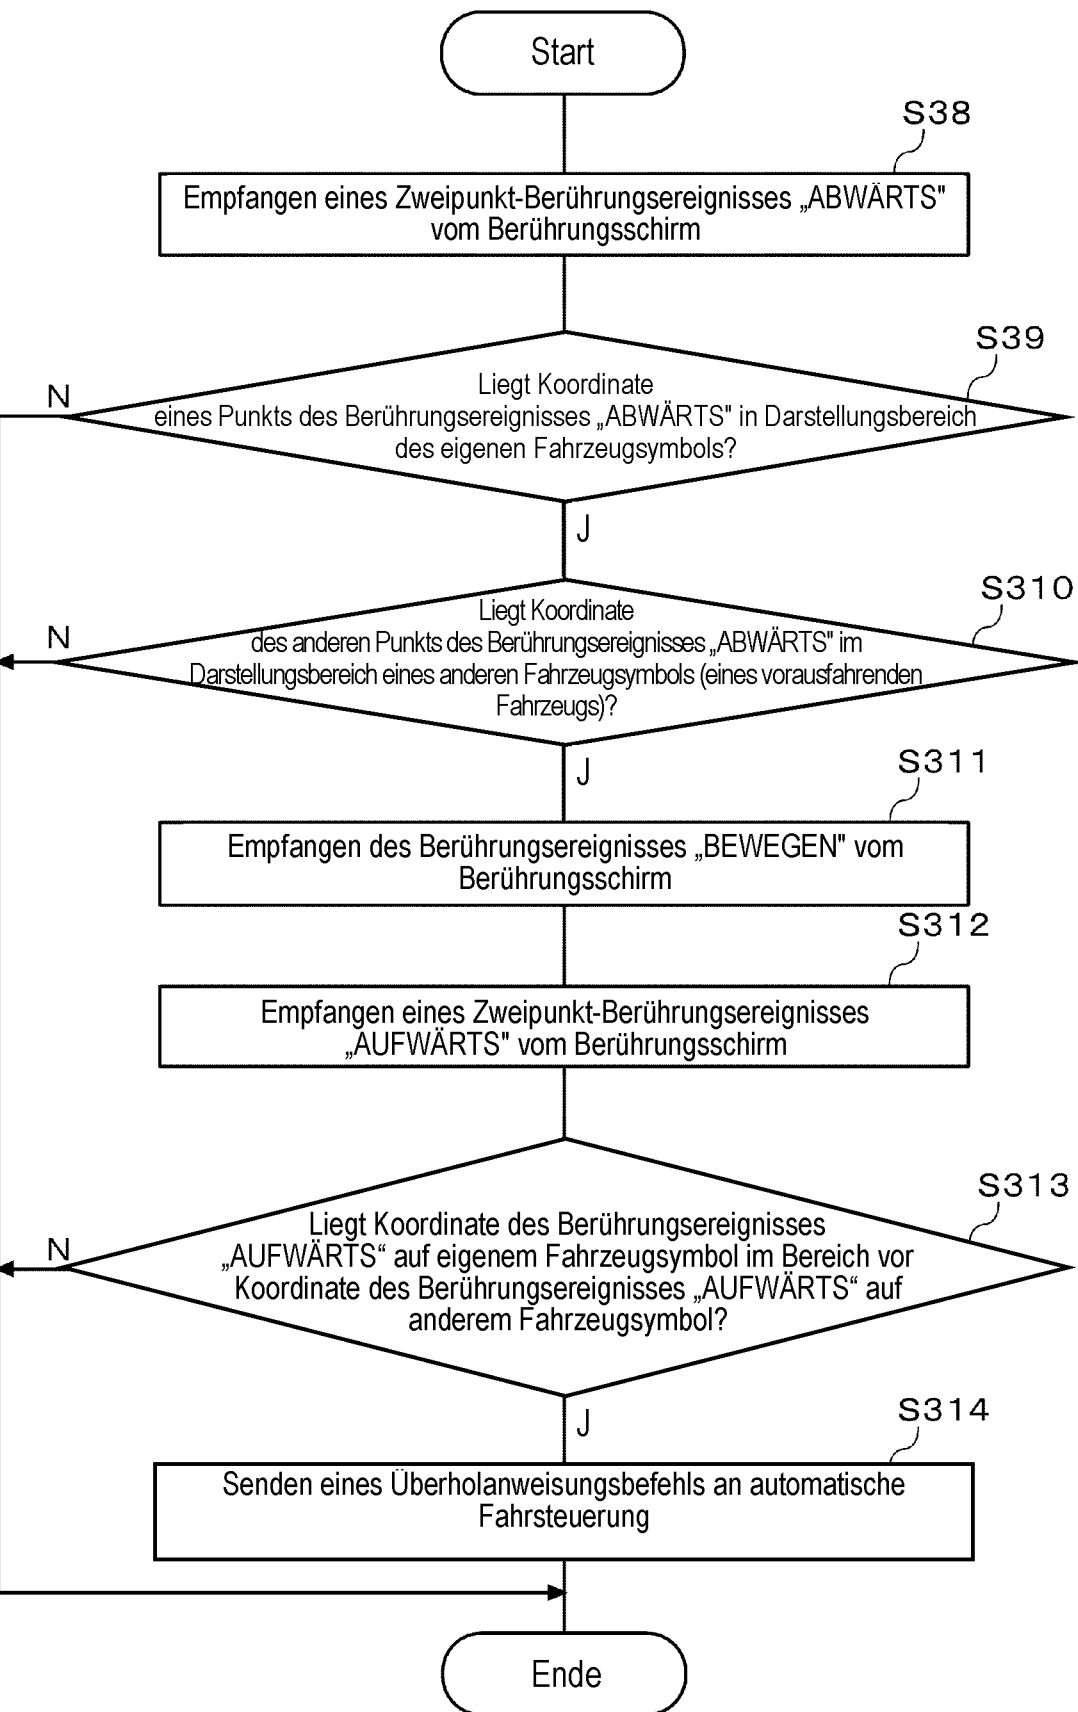 Start
S38
Empfangen eines Zweipunkt-Berührungsereignisses „ABWÄRTS"
vom Berührungsschirm
S39
N
Liegt Koordinate
eines Punkts des Berührungsereignisses „ABWÄRTS" in Darstellungsbereich
des eigenen Fahrzeugsymbols?
J
S310
N
Liegt Koordinate
des anderen Punkts des Berührungsereignisses „ABWÄRTS" im
Darstellungsbereich eines anderen Fahrzeugsymbols (eines vorausfahrenden
Fahrzeugs)?
J
S311
Empfangen des Berührungsereignisses „BEWEGEN" vom
Berührungsschirm
S312
Empfangen eines Zweipunkt-Berührungsereignisses
„AUFWÄRTS" vom Berührungsschirm
S313
N
Liegt Koordinate des Berührungsereignisses
„AUFWÄRTS“ auf eigenem Fahrzeugsymbol im Bereich vor
Koordinate des Berührungsereignisses „AUFWÄRTS“ auf
anderem Fahrzeugsymbol?
J
S314
Senden eines Überholanweisungsbefehls an automatische
Fahrsteuerung
Ende